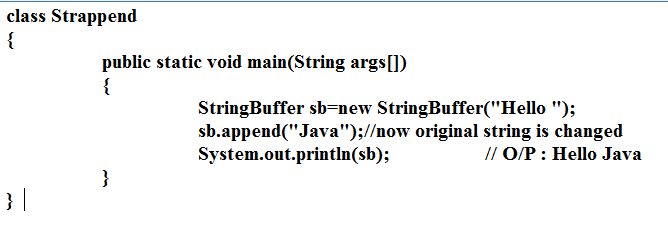 class Strappend
{
public static void main(String args[])
{
StringBuffer sb=new StringBuffer("Hello ");
sb.append("Java");//now original string is changed
System.out.println(sb); // O/P : Hello Java
}
}